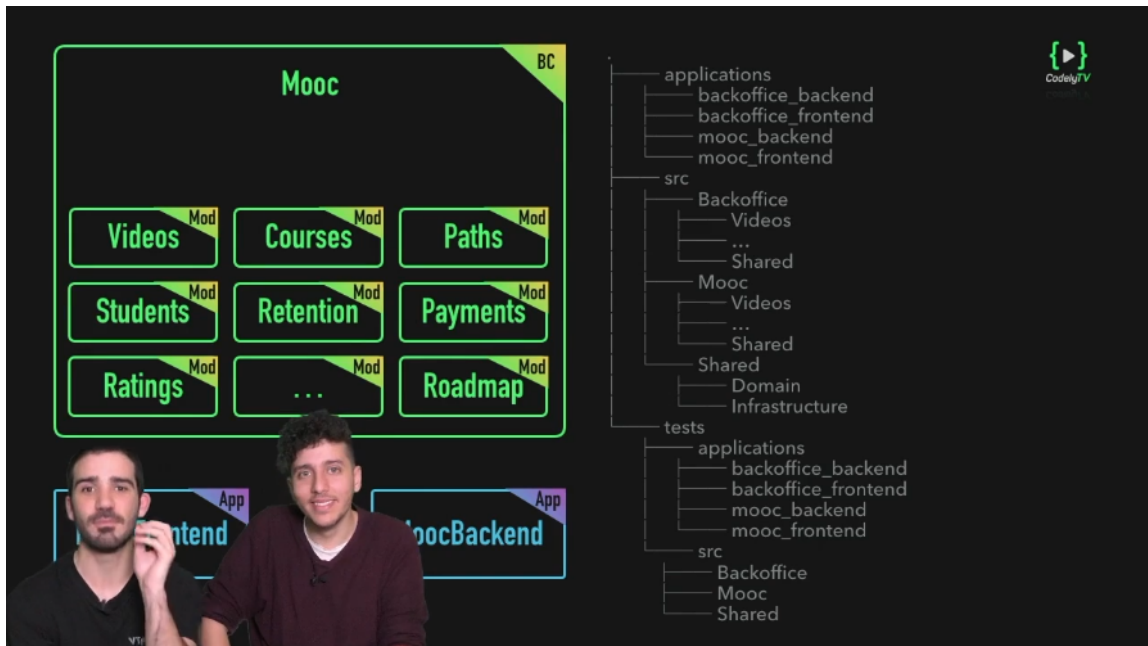 BC
Mooc
Mod
Videos
Mod
Courses
Mod
Paths
Mod
Students
Mod
Retention
Mod
Payments
Mod
Ratings
Mod
...
Mod
Roadmap
App
ntend
App
oocBackend
.
applications
backoffice_backend
backoffice_frontend
mooc_backend
mooc_frontend
src
Backoffice
Videos
...
Shared
Mooc
Videos
...
Shared
Shared
Domain
Infrastructure
tests
applications
backoffice_backend
backoffice_frontend
mooc_backend
mooc_frontend
src
Backoffice
Mooc
Shared
CodelyTV